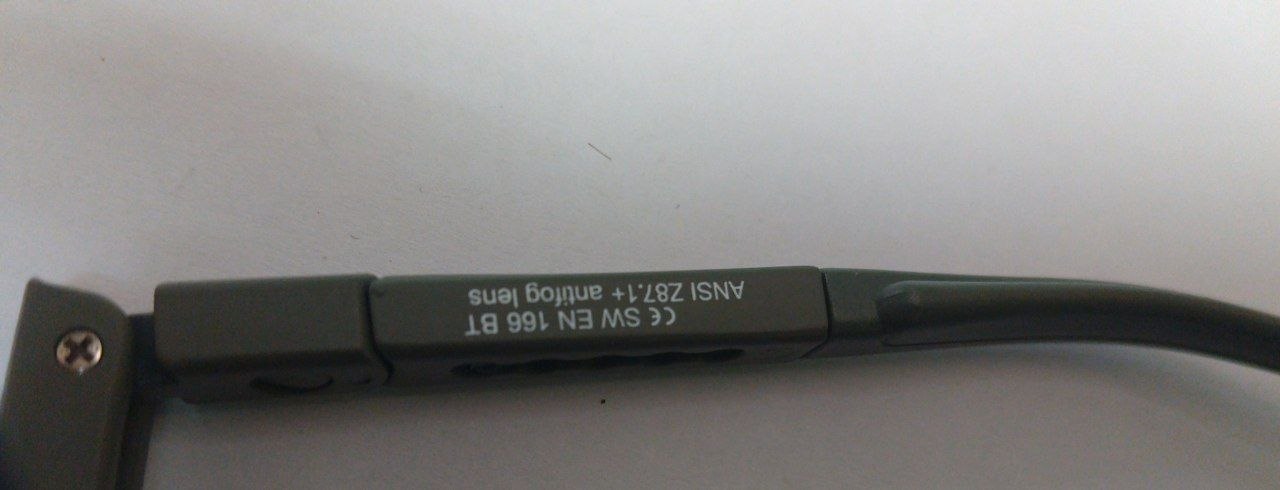 CE SW EN 166 BT
ANSI Z87.1+ antifog lens